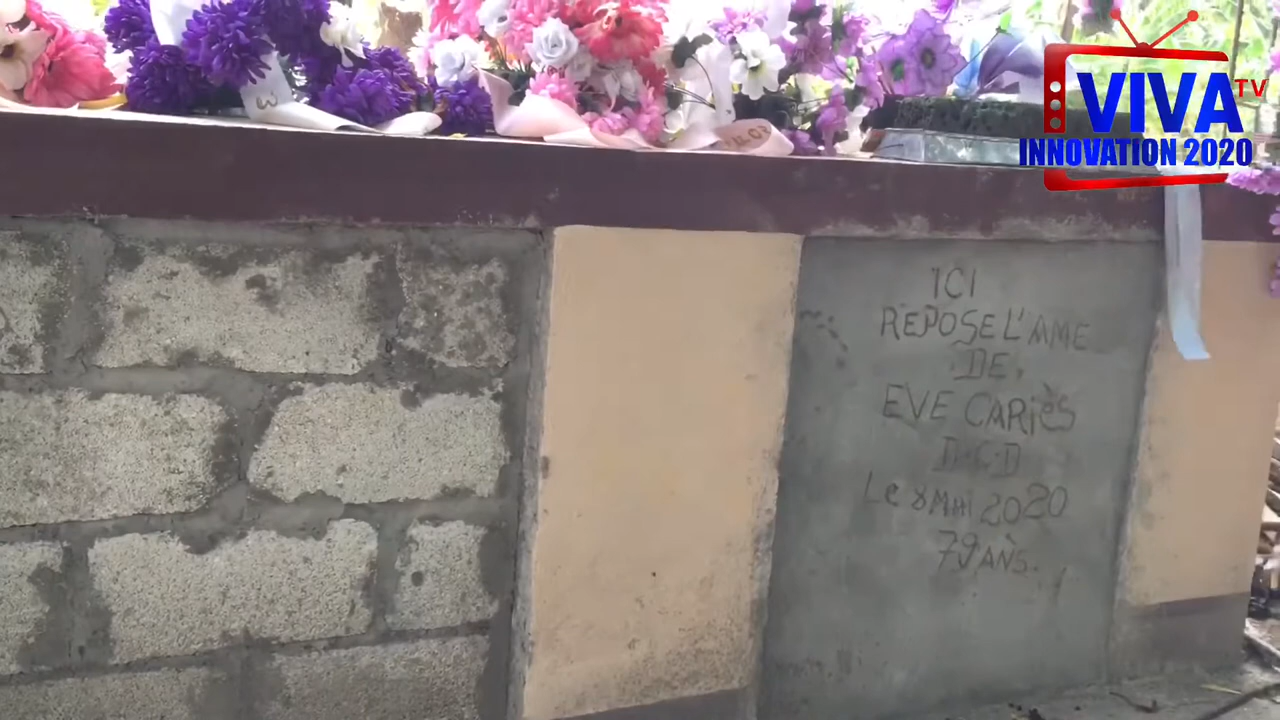 VIVA TV
INNOVATION 2020
ICI
REPOSE L'AME
DE.
EVE CARiÈS
D.C.D
Le 8 MAI 2020
79 ANS.